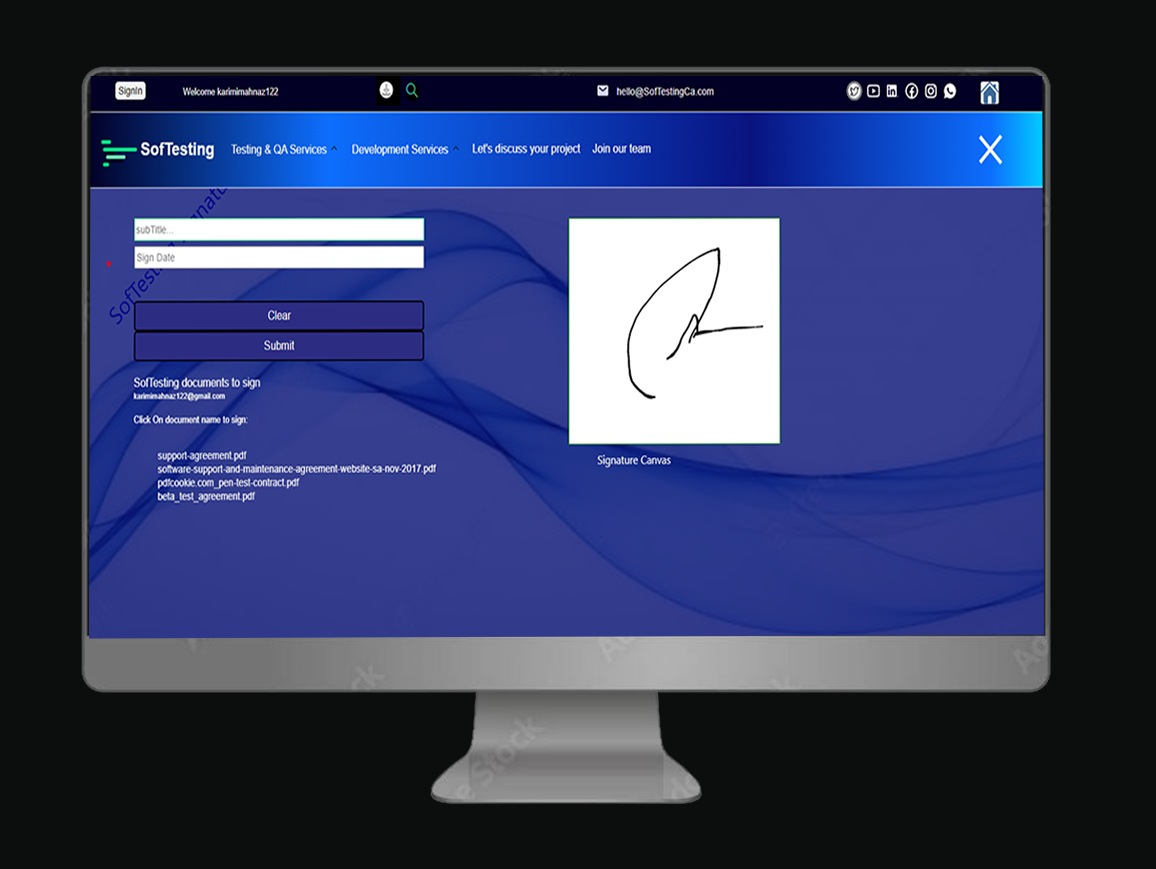 SignIn Welcome karimimahnaz122 hello@SofTestingCa.com
SofTesting Testing & QA Services Development Services Let's discuss your project Join our team
subTitle...
* Sign Date
Clear
Submit
SofTesting documents to sign
karimimahnaz122@gmail.com
Click On document name to sign:
support-agreement.pdf
software-support-and-maintenance-agreement-website-sa-nov-2017.pdf
pdfcookie.com_pen-test-contract.pdf
beta_test_agreement.pdf
Signature Canvas
Stock